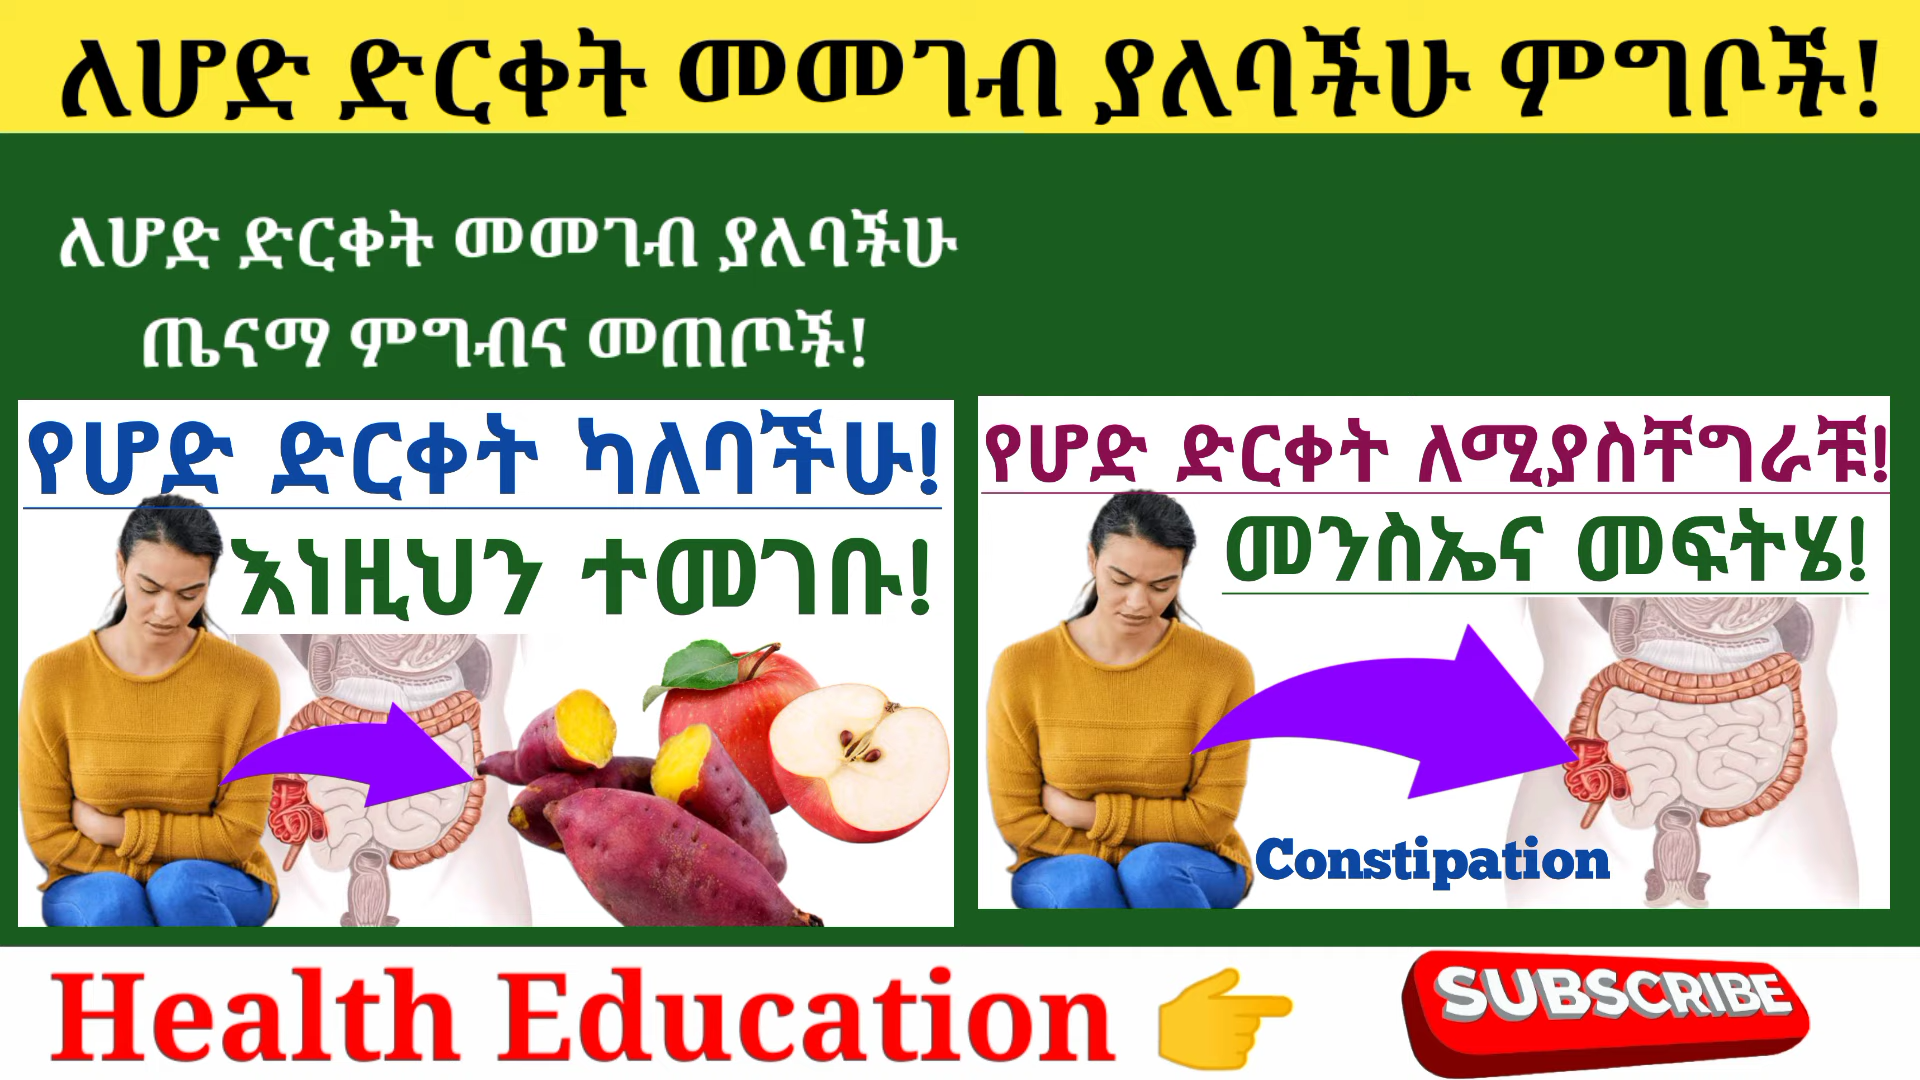 ለሆድ ድርቀት መመገብ ያለባችሁ ምግቦች!
ለሆድ ድርቀት መመገብ ያለባችሁ
ጤናማ ምግብና መጠጦች!
የሆድ ድርቀት ካለባችሁ!
እነዚህን ተመገቡ!
የሆድ ድርቀት ለሚያስቸግራቹ!
መንስኤና መፍትሄ!
Constipation
Health Education
SUBSCRIBE